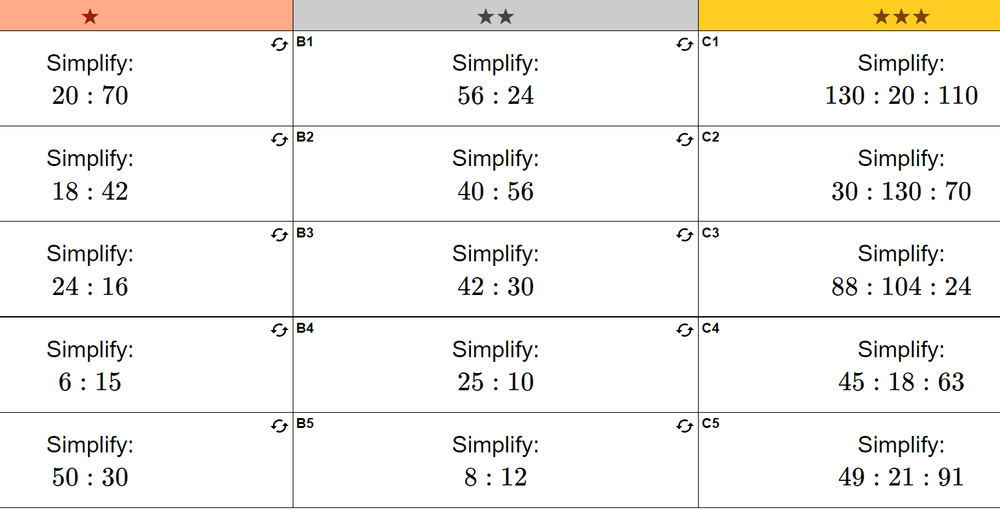 ★
★★
★★★
Simplify:
20 : 70
B1
Simplify:
56 : 24
C1
Simplify:
130 : 20 : 110
Simplify:
18 : 42
B2
Simplify:
40 : 56
C2
Simplify:
30 : 130 : 70
Simplify:
24 : 16
B3
Simplify:
42 : 30
C3
Simplify:
88 : 104 : 24
Simplify:
6 : 15
B4
Simplify:
25 : 10
C4
Simplify:
45 : 18 : 63
Simplify:
50 : 30
B5
Simplify:
8 : 12
C5
Simplify:
49 : 21 : 91